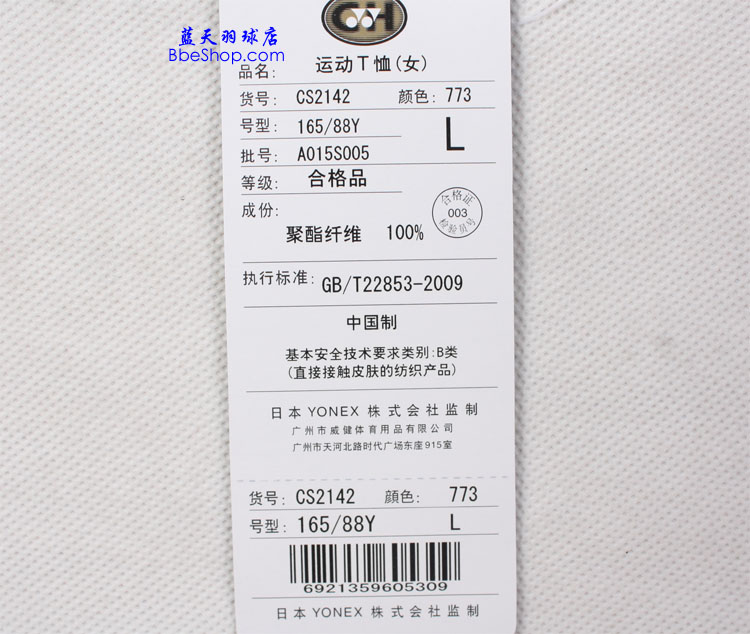 蓝天羽球店
BbeShop.com
CH
品名: 运动T恤(女)
货号: CS2142 颜色: 773
号型: 165/88Y L
批号: A015S005
等级: 合格品
合格证
003
检验员号
成份:
聚酯纤维 100%
执行标准: GB/T22853-2009
中国制
基本安全技术要求类别:B类
(直接接触皮肤的纺织产品)
日本 YONEX 株式会社监制
广州市威健体育用品有限公司
广州市天河北路时代广场东座915室
货号: CS2142 颜色: 773
号型: 165/88Y L
6921359605309
日本 YONEX 株式会社监制